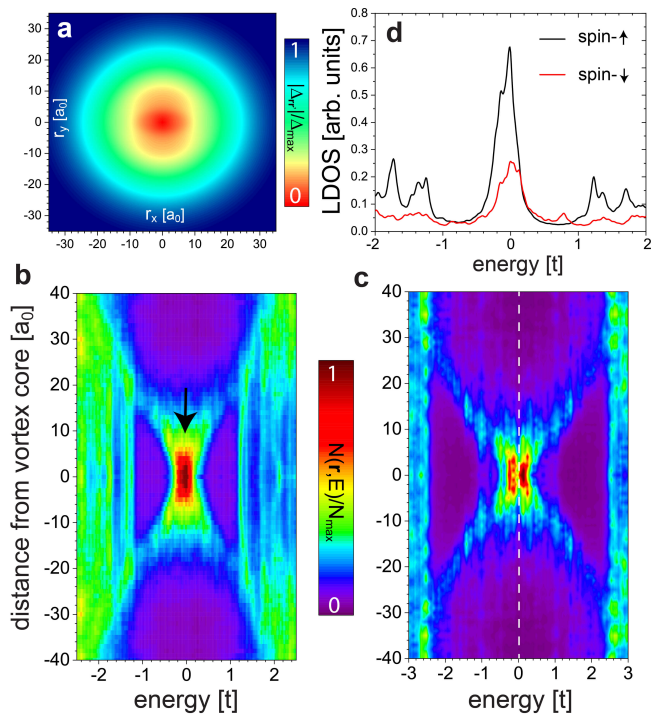 a
30
20
10
0
-10
-20
-30
r_y [a_0]
r_x [a_0]
-30 -20 -10 0 10 20 30
1
|Δ_rr|/Δ_max
0
d
spin-↑
spin-↓
0.8
0.7
0.6
0.5
0.4
0.3
0.2
0.1
0.0
LDOS [arb. units]
-2 -1 0 1 2
energy [t]
b
40
30
20
10
0
-10
-20
-30
-40
distance from vortex core [a_0]
-2 -1 0 1 2
energy [t]
1
N(r,E)/N_max
0
c
40
30
20
10
0
-10
-20
-30
-40
-3 -2 -1 0 1 2 3
energy [t]